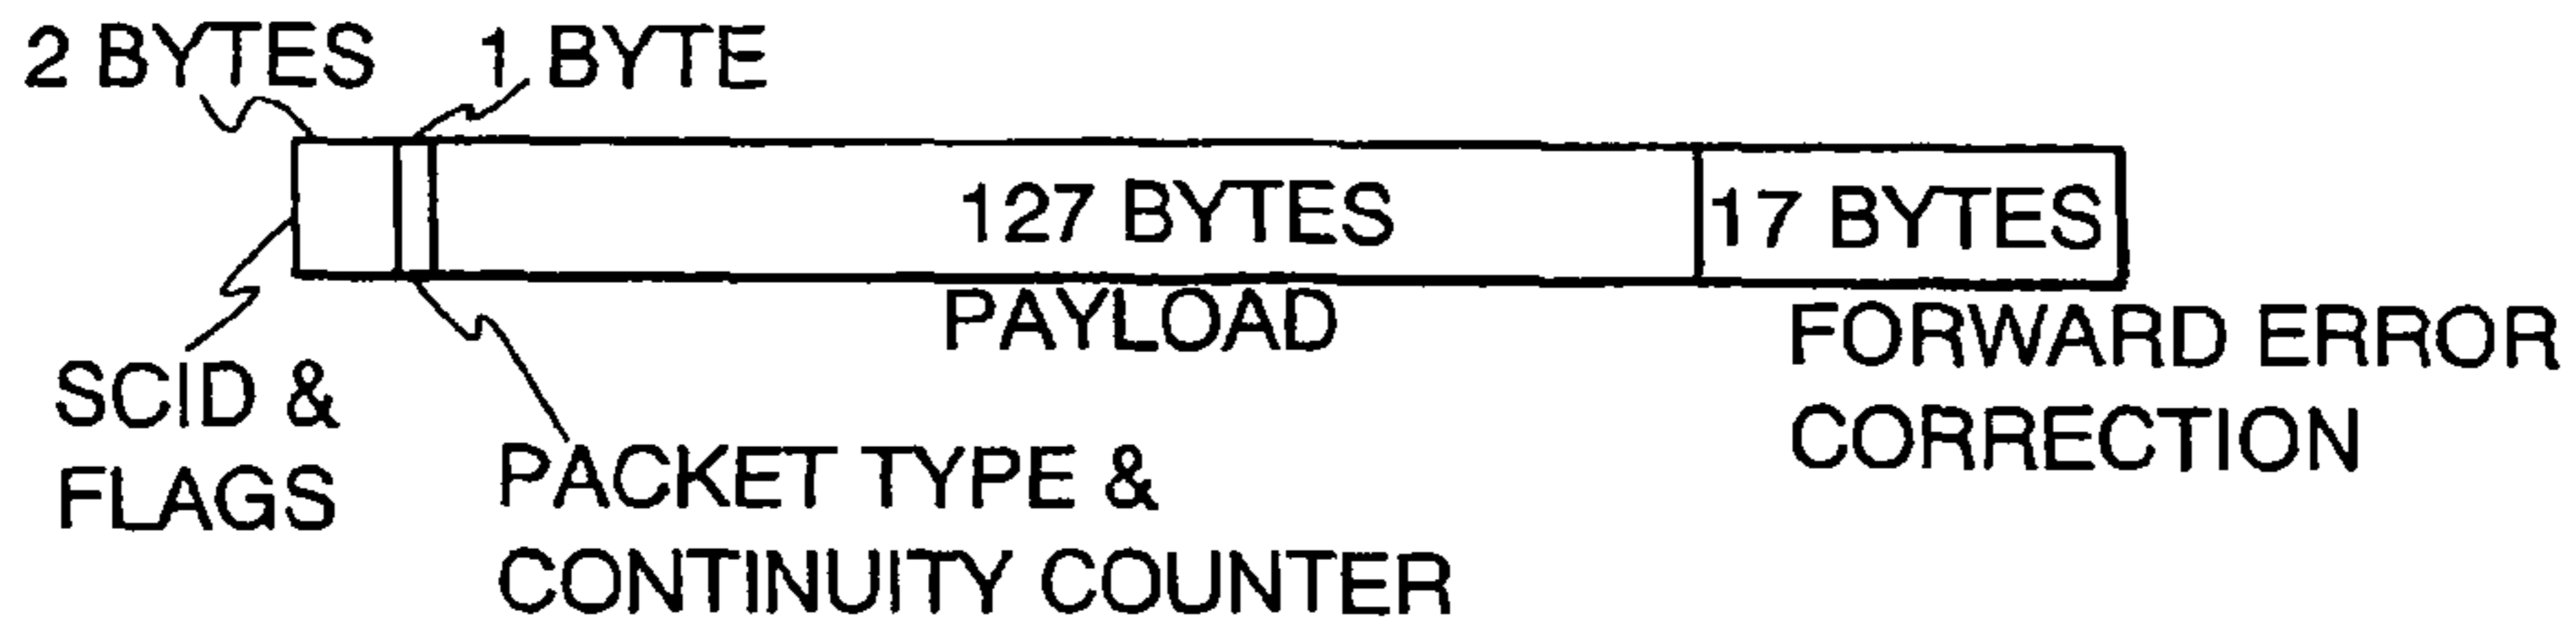 2 BYTES
1 BYTE
127 BYTES
17 BYTES
PAYLOAD
FORWARD ERROR
CORRECTION
SCID &
FLAGS
PACKET TYPE &
CONTINUITY COUNTER